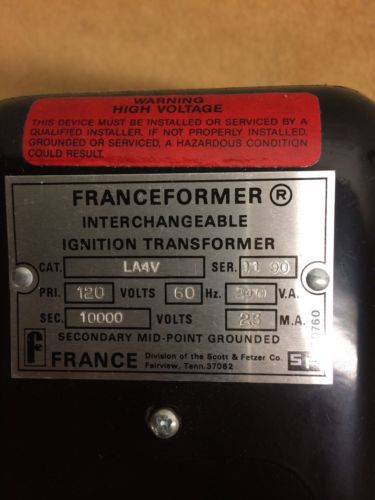 WARNING
HIGH VOLTAGE
THIS DEVICE MUST BE INSTALLED OR SERVICED BY A
QUALIFIED INSTALLER. IF NOT PROPERLY INSTALLED,
GROUNDED OR SERVICED, A HAZARDOUS CONDITION
COULD RESULT.
FRANCEFORMER ®
INTERCHANGEABLE
IGNITION TRANSFORMER
CAT. LA4V SER. 90
PRI. 120 VOLTS 60 Hz. V.A.
SEC. 10000 VOLTS 23 M.A.
SECONDARY MID-POINT GROUNDED
f FRANCE Division of the Scott & Fetzer Co.
Fairview, Tenn. 37062